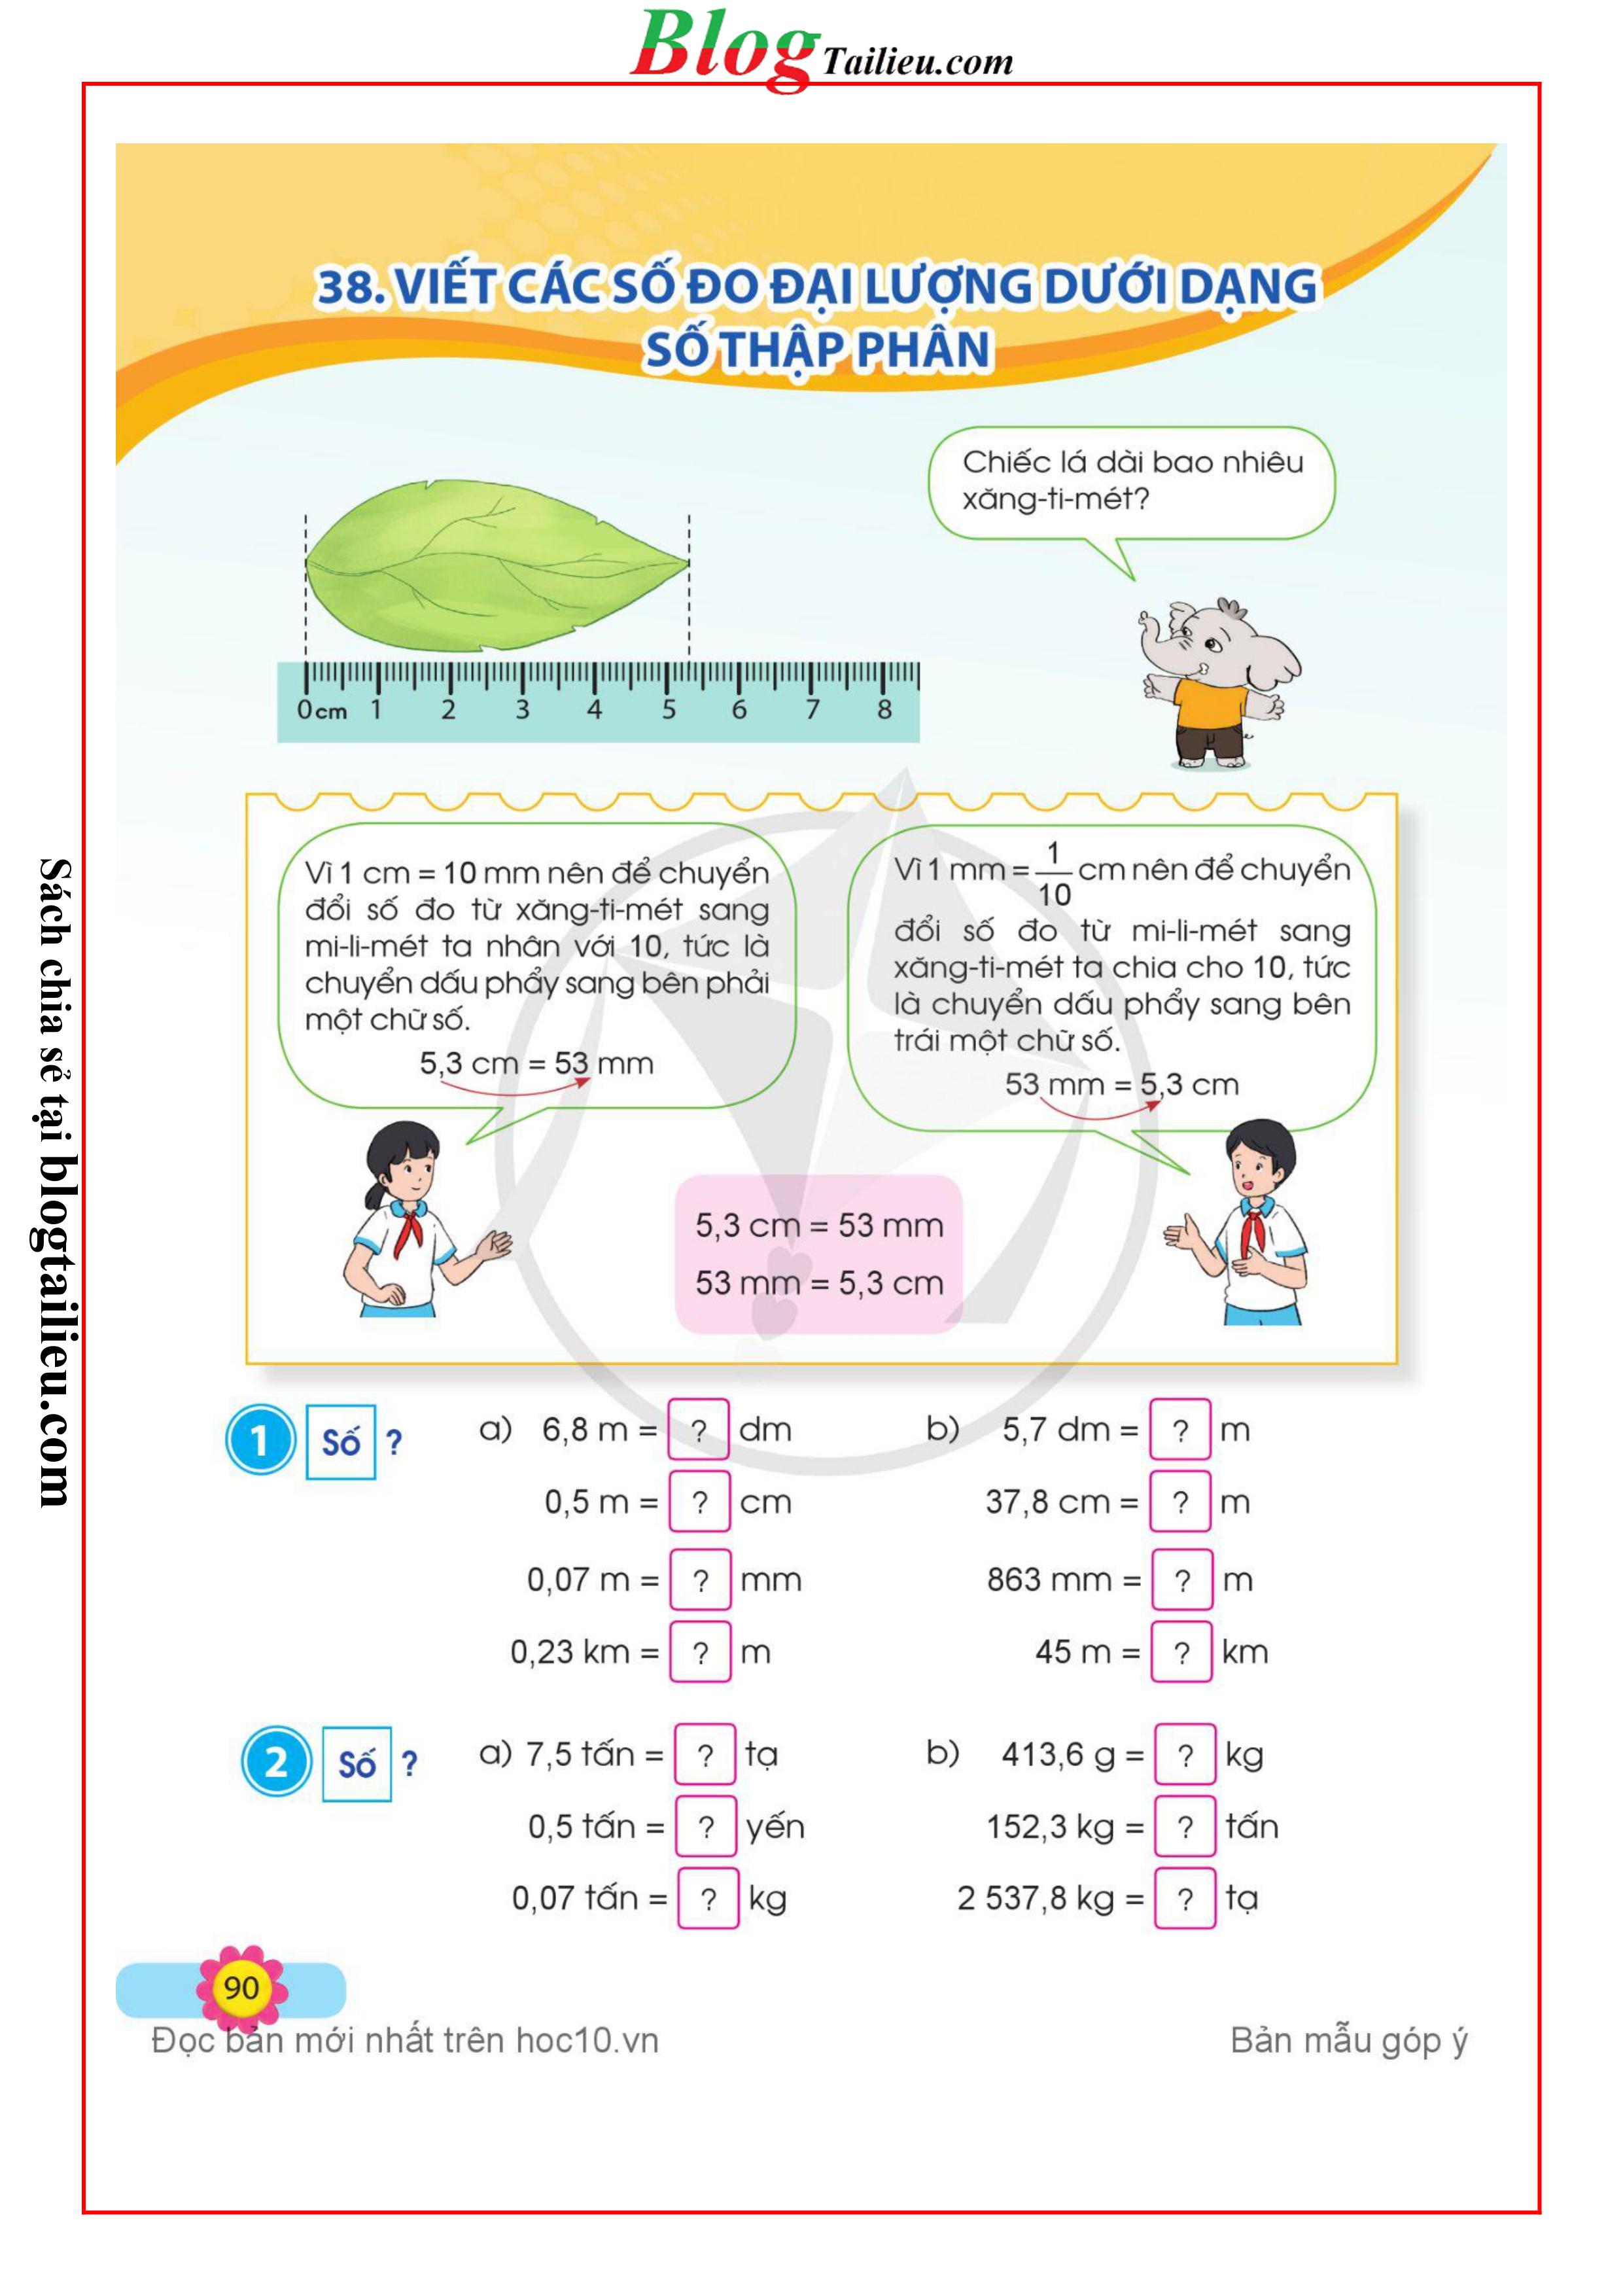 Blog Tailieu.com
38. VIẾT CÁC SỐ ĐO ĐẠI LƯỢNG DƯỚI DẠNG
SỐ THẬP PHÂN
Chiếc lá dài bao nhiêu
xăng-ti-mét?
0 cm 1 2 3 4 5 6 7 8
Vì 1 cm = 10 mm nên để chuyển
đổi số đo từ xăng-ti-mét sang
mi-li-mét ta nhân với 10, tức là
chuyển dấu phẩy sang bên phải
một chữ số.
5,3 cm = 53 mm
Vì 1 mm = 1/10 cm nên để chuyển
đổi số đo từ mi-li-mét sang
xăng-ti-mét ta chia cho 10, tức
là chuyển dấu phẩy sang bên
trái một chữ số.
53 mm = 5,3 cm
5,3 cm = 53 mm
53 mm = 5,3 cm
1 Số ? a) 6,8 m = ? dm b) 5,7 dm = ? m
0,5 m = ? cm 37,8 cm = ? m
0,07 m = ? mm 863 mm = ? m
0,23 km = ? m 45 m = ? km
2 Số ? a) 7,5 tấn = ? tạ b) 413,6 g = ? kg
0,5 tấn = ? yến 152,3 kg = ? tấn
0,07 tấn = ? kg 2 537,8 kg = ? tạ
90
Đọc bản mới nhất trên hoc10.vn Bản mẫu góp ý
Sách chia sẻ tại blogtailieu.com